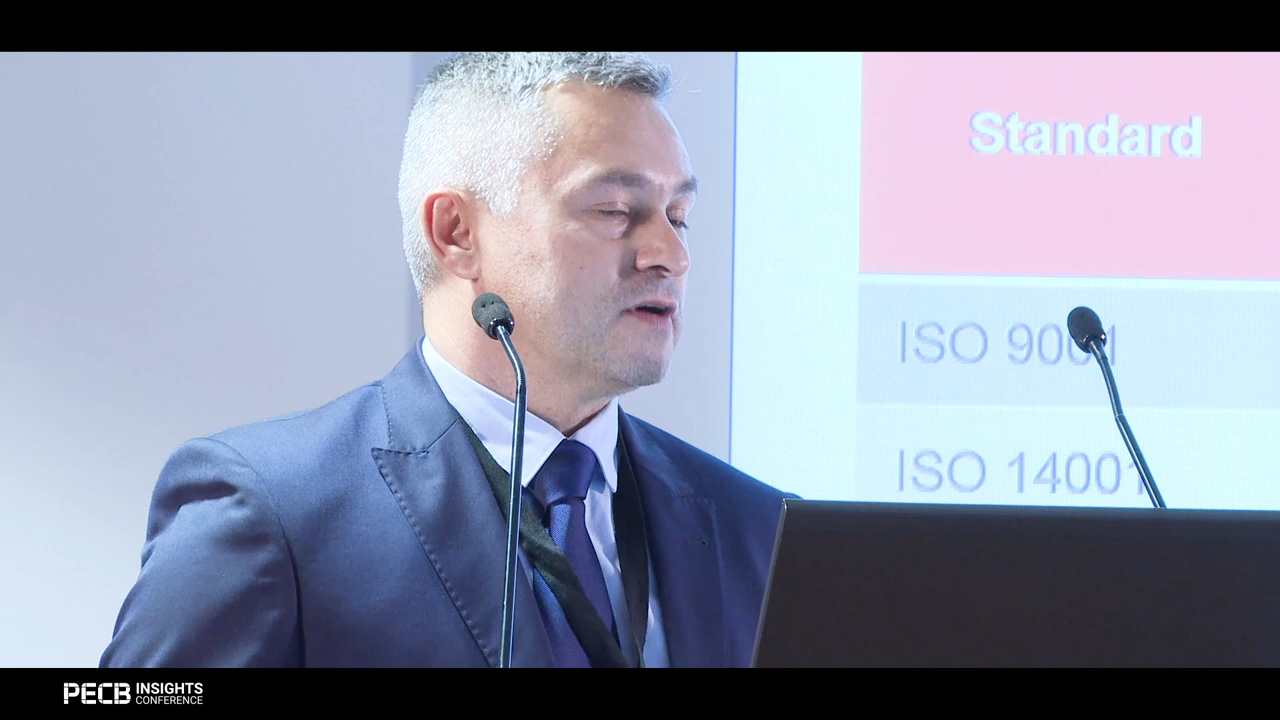 Standard
ISO 9001
ISO 14001
PECB INSIGHTS
CONFERENCE